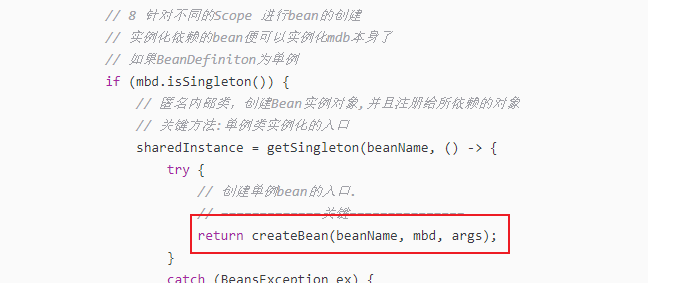 // 8 针对不同的Scope 进行bean的创建
// 实例化依赖的bean便可以实例化mdb本身了
// 如果BeanDefiniton为单例
if (mbd.isSingleton()) {
// 匿名内部类, 创建Bean实例对象,并且注册给所依赖的对象
// 关键方法:单例类实例化的入口
sharedInstance = getSingleton(beanName, () -> {
try {
// 创建单例bean的入口.
// -------------关键---------------
return createBean(beanName, mbd, args);
}
catch (BeansException ex) {